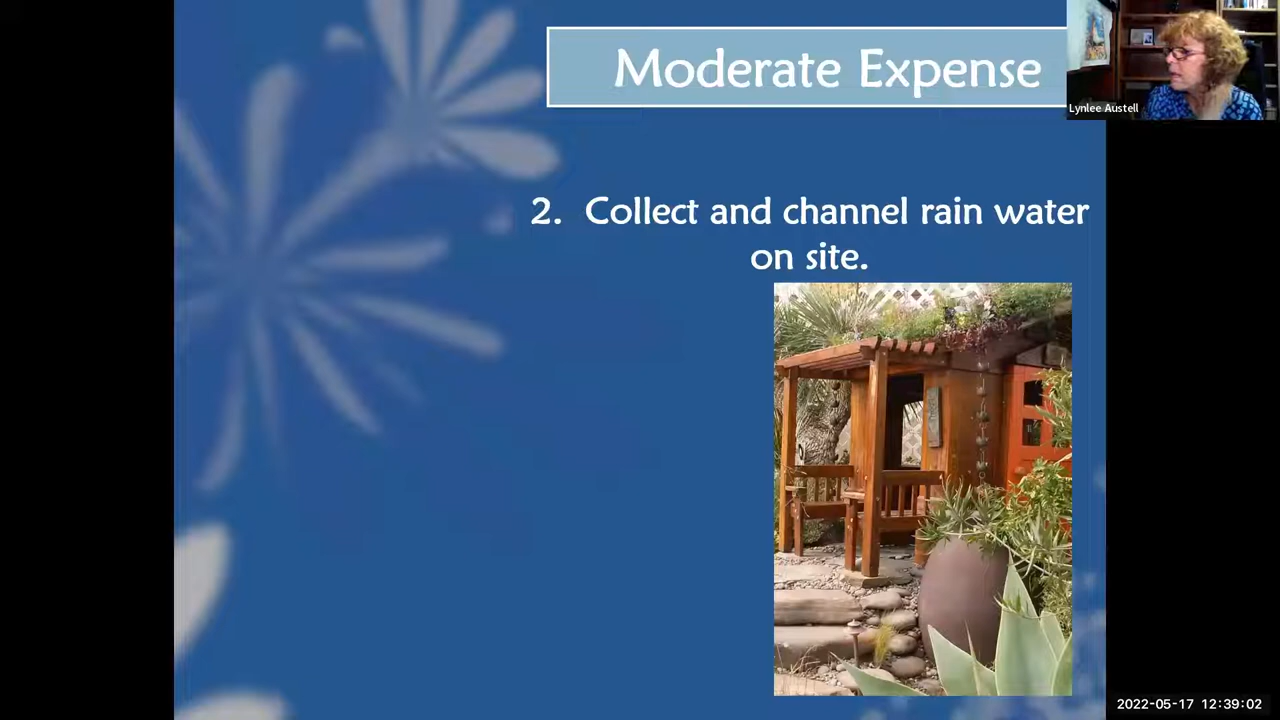 Moderate Expense
Lynlee Austell
2. Collect and channel rain water
on site.
2022-05-17 12:39:02